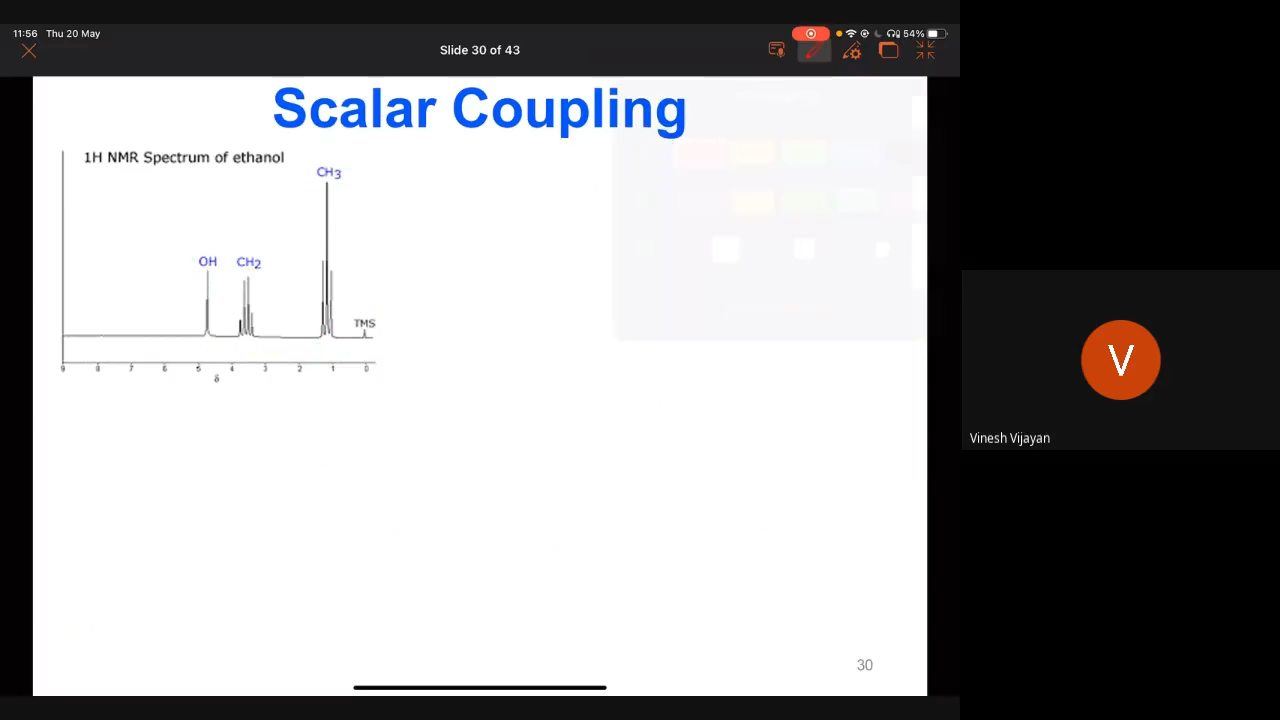 11:56 Thu 20 May
54%
Slide 30 of 43
Scalar Coupling
1H NMR Spectrum of ethanol
CH3
OH CH2
TMS
9 8 7 6 5 4 3 2 1 0
δ
V
Vinesh Vijayan
30